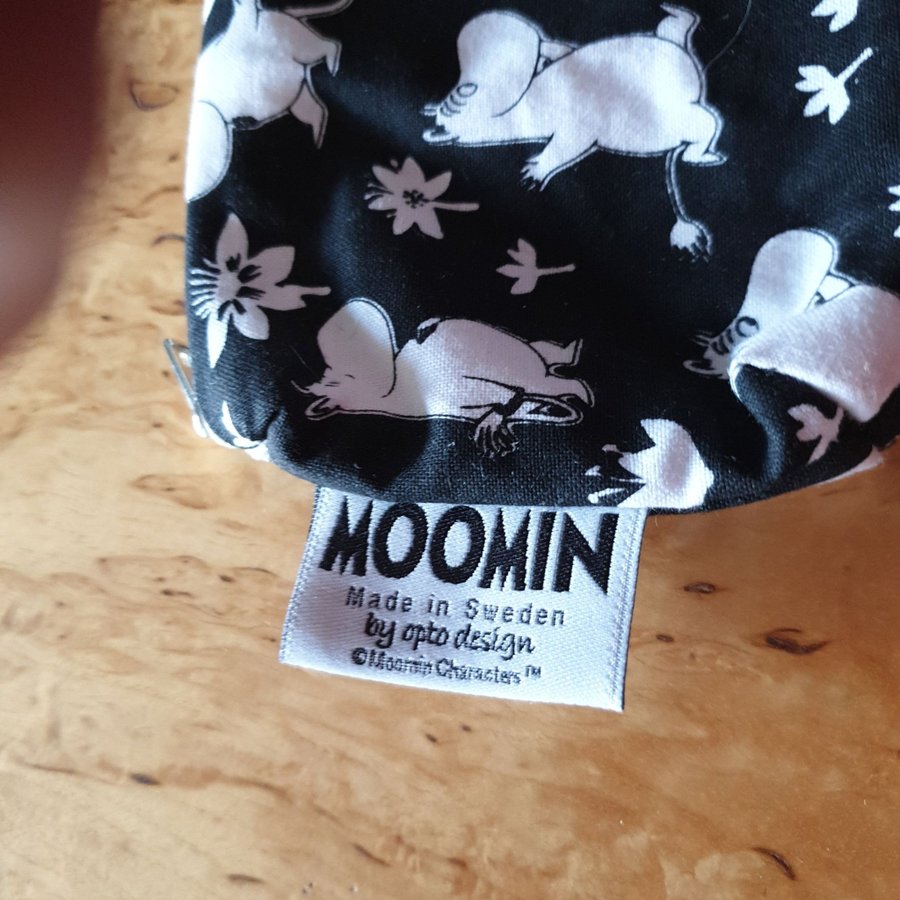 MOOMIN
Made in Sweden
by opto design
©Moomin Characters™